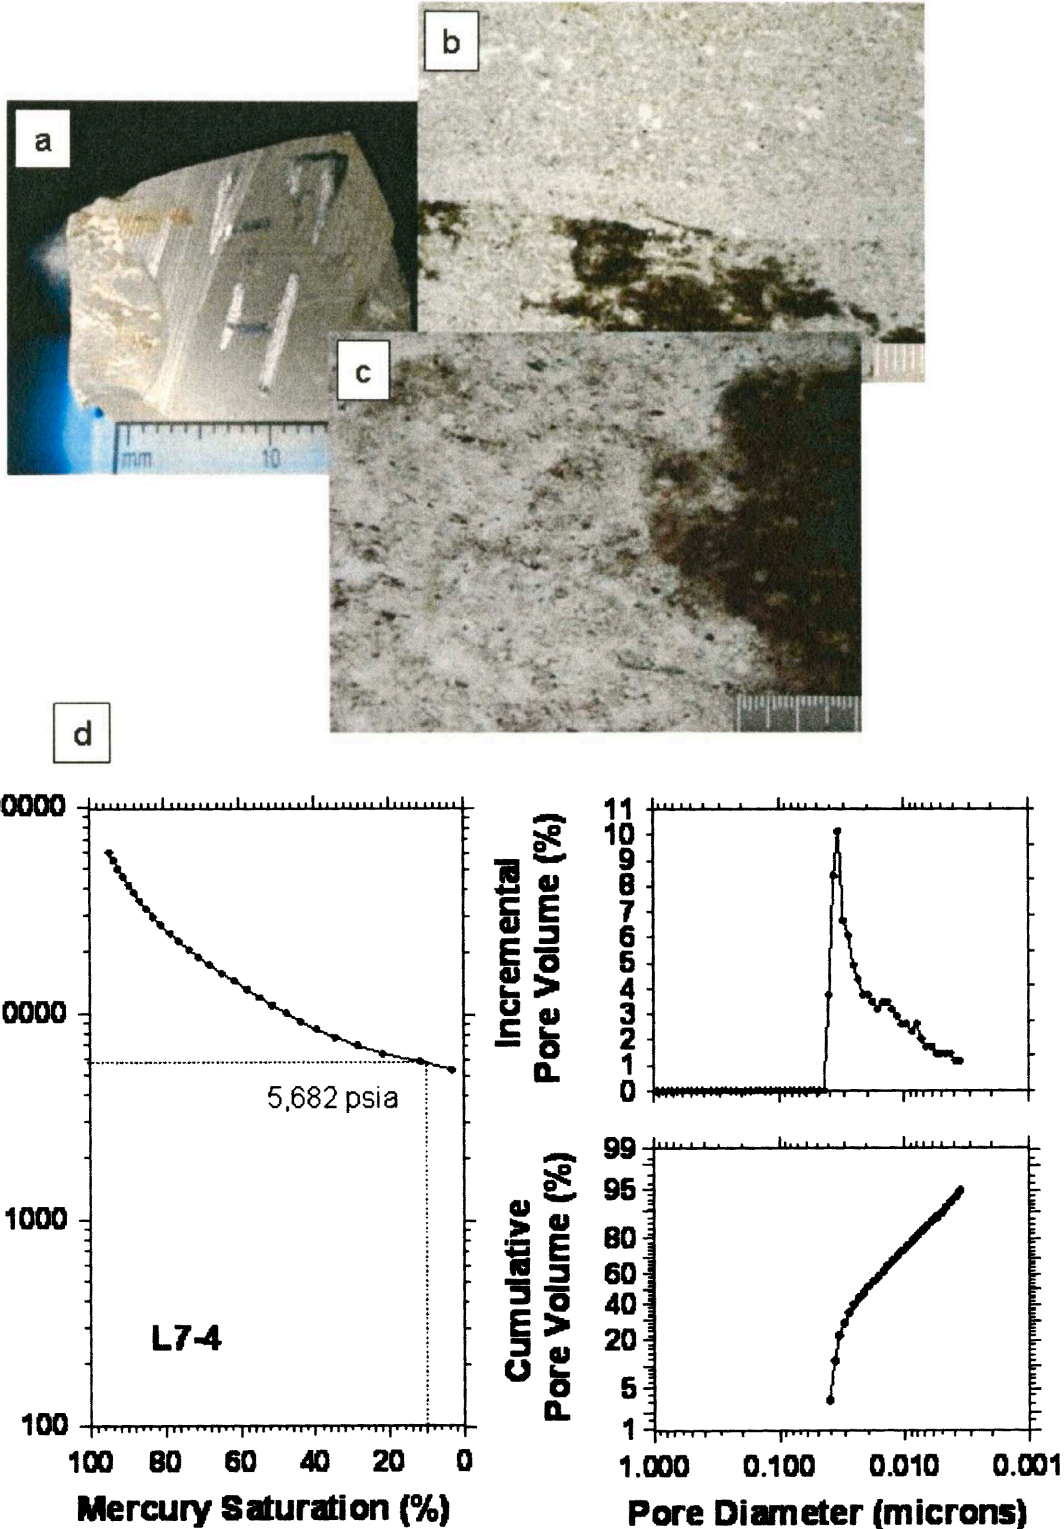 b
a
c
mm 10
d
0000
0000
1000
100
5,682 psia
L7-4
100 80 60 40 20 0
Mercury Saturation (%)
Incremental
Pore Volume (%)
11
10
9
8
7
6
5
4
3
2
1
0
Cumulative
Pore Volume (%)
99
95
80
60
40
20
5
1
1.000 0.100 0.010 0.001
Pore Diameter (microns)